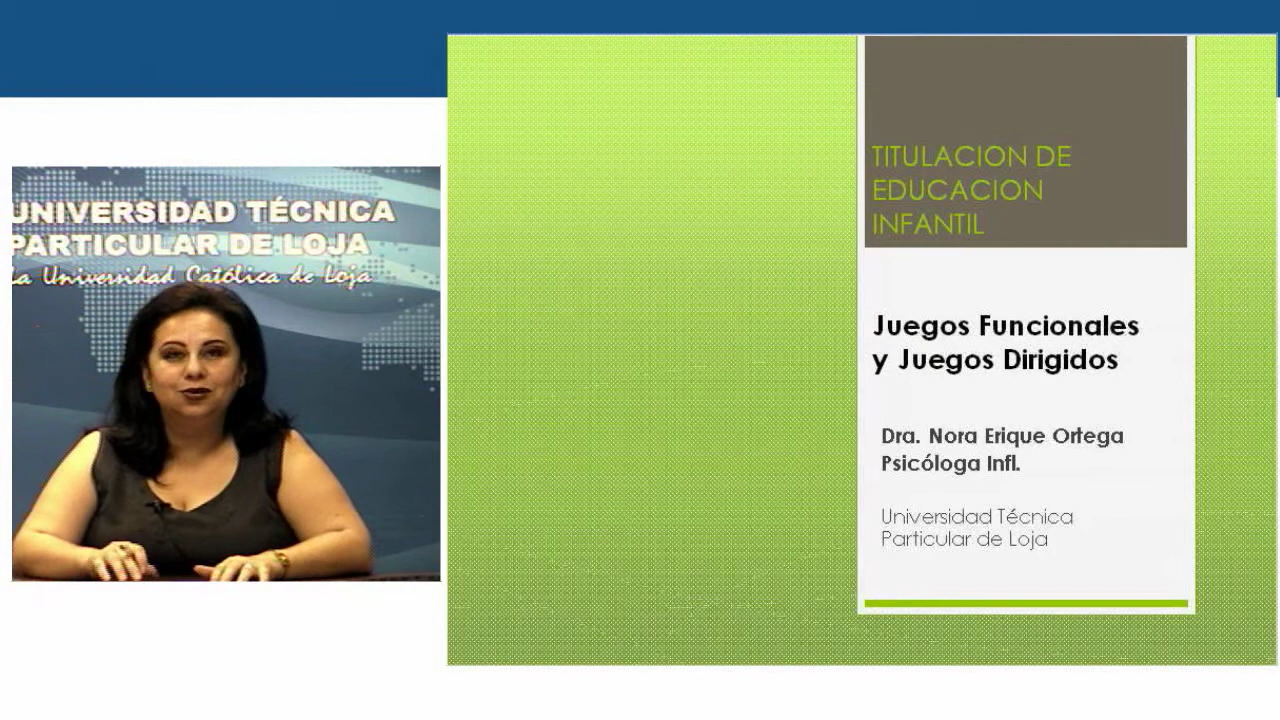 UNIVERSIDAD TÉCNICA
PARTICULAR DE LOJA
La Universidad Católica de Loja
TITULACION DE
EDUCACION
INFANTIL
Juegos Funcionales
y Juegos Dirigidos
Dra. Nora Erique Ortega
Psicóloga Infl.
Universidad Técnica
Particular de Loja